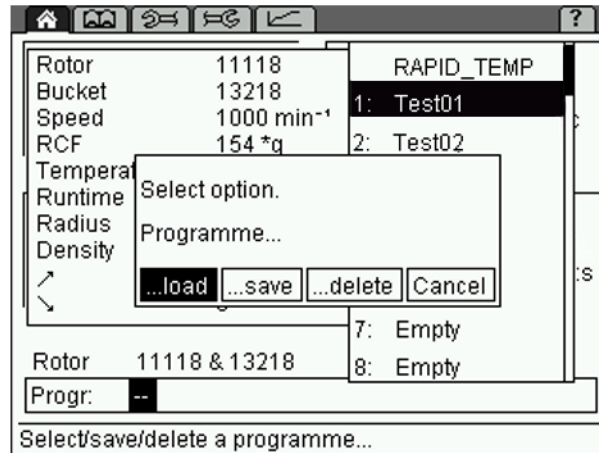 ?
Rotor 11118
Bucket 13218
Speed 1000 min⁻¹
RCF 154 *g
Temperat
Runtime
Radius
Density
RAPID_TEMP
1: Test01
2: Test02
Select option.
Programme...
...load ...save ...delete Cancel
:s
7: Empty
8: Empty
Rotor 11118 & 13218
Progr: --
Select/save/delete a programme...